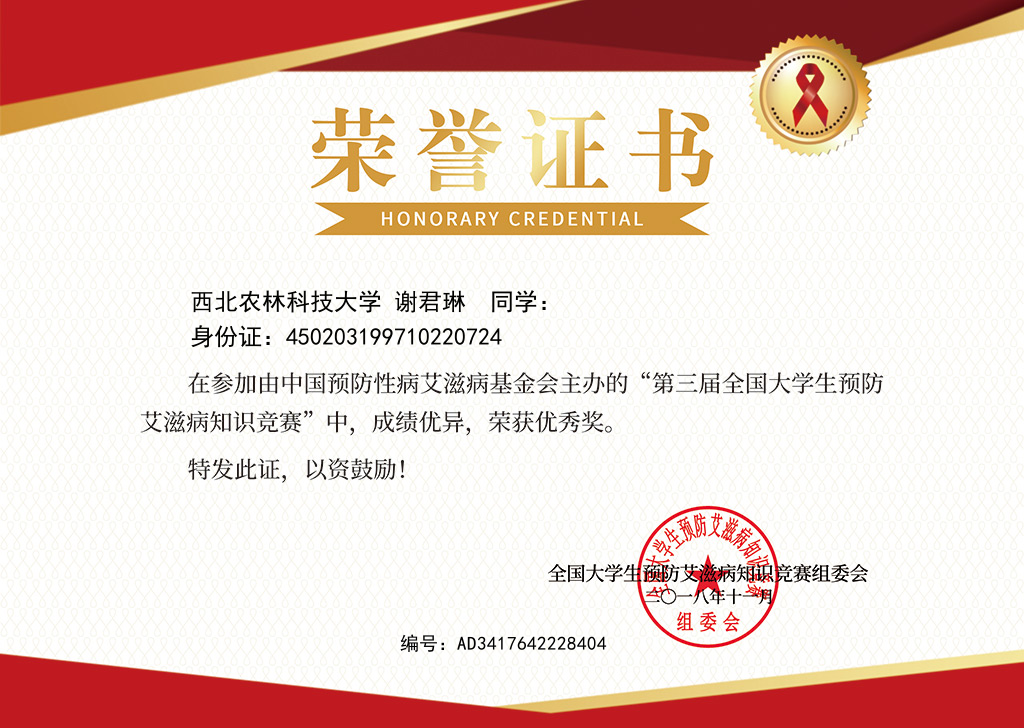 荣誉证书
HONORARY CREDENTIAL
西北农林科技大学 谢君琳 同学：
身份证：450203199710220724
在参加由中国预防性病艾滋病基金会主办的“第三届全国大学生预防
艾滋病知识竞赛”中，成绩优异，荣获优秀奖。
特发此证，以资鼓励！
全国大学生预防艾滋病知识竞赛
全国大学生预防艾滋病知识竞赛组委会
二〇一八年十一月
组委会
编号：AD3417642228404